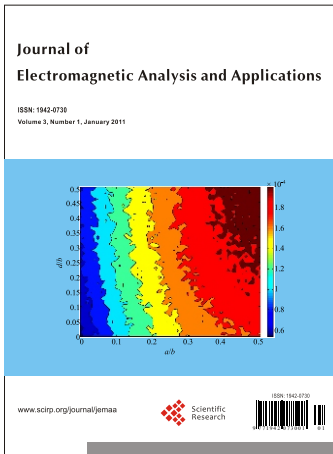 Journal of
Electromagnetic Analysis and Applications
ISSN: 1942-0730
Volume 3, Number 1, January 2011
0.5
0.45
0.4
0.35
0.3
0.25
0.2
0.15
0.1
0.05
0
d/b
0
0.1
0.2
0.3
0.4
0.5
a/b
1.8
1.6
1.4
1.2
1
0.8
0.6
www.scirp.org/journal/jemaa
Scientific
Research
ISSN: 1942-0730
01